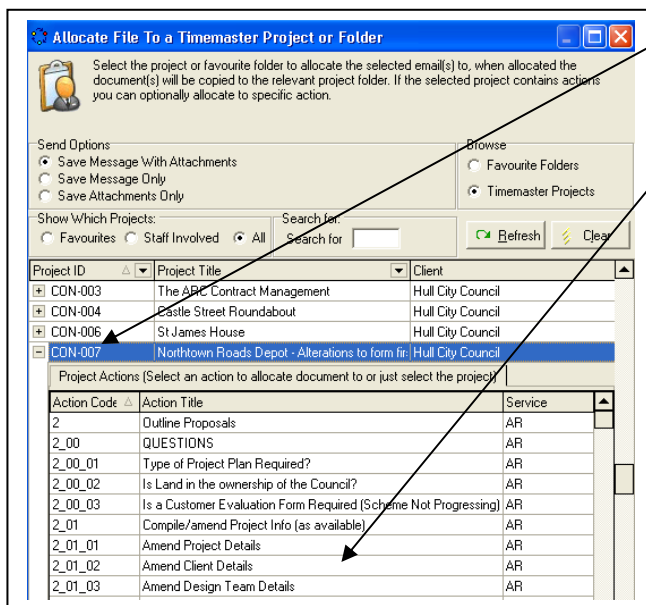 Allocate File To a Timemaster Project or Folder
Select the project or favourite folder to allocate the selected email(s) to, when allocated the
document(s) will be copied to the relevant project folder. If the selected project contains actions
you can optionally allocate to specific action.
Send Options
Save Message With Attachments
Save Message Only
Save Attachments Only
Browse
Favourite Folders
Timemaster Projects
Show Which Projects:
Favourites Staff Involved All
Search for:
Search for
Refresh Clear
Project ID Project Title Client
CON-003 The ARC Contract Management Hull City Council
CON-004 Castle Street Roundabout Hull City Council
CON-006 St James House Hull City Council
CON-007 Northtown Roads Depot - Alterations to form fir: Hull City Council
Project Actions (Select an action to allocate document to or just select the project)
Action Code Action Title Service
2 Outline Proposals AR
2_00 QUESTIONS AR
2_00_01 Type of Project Plan Required? AR
2_00_02 Is Land in the ownership of the Council? AR
2_00_03 Is a Customer Evaluation Form Required (Scheme Not Progressing) AR
2_01 Compile/amend Project Info (as available) AR
2_01_01 Amend Project Details AR
2_01_02 Amend Client Details AR
2_01_03 Amend Design Team Details AR